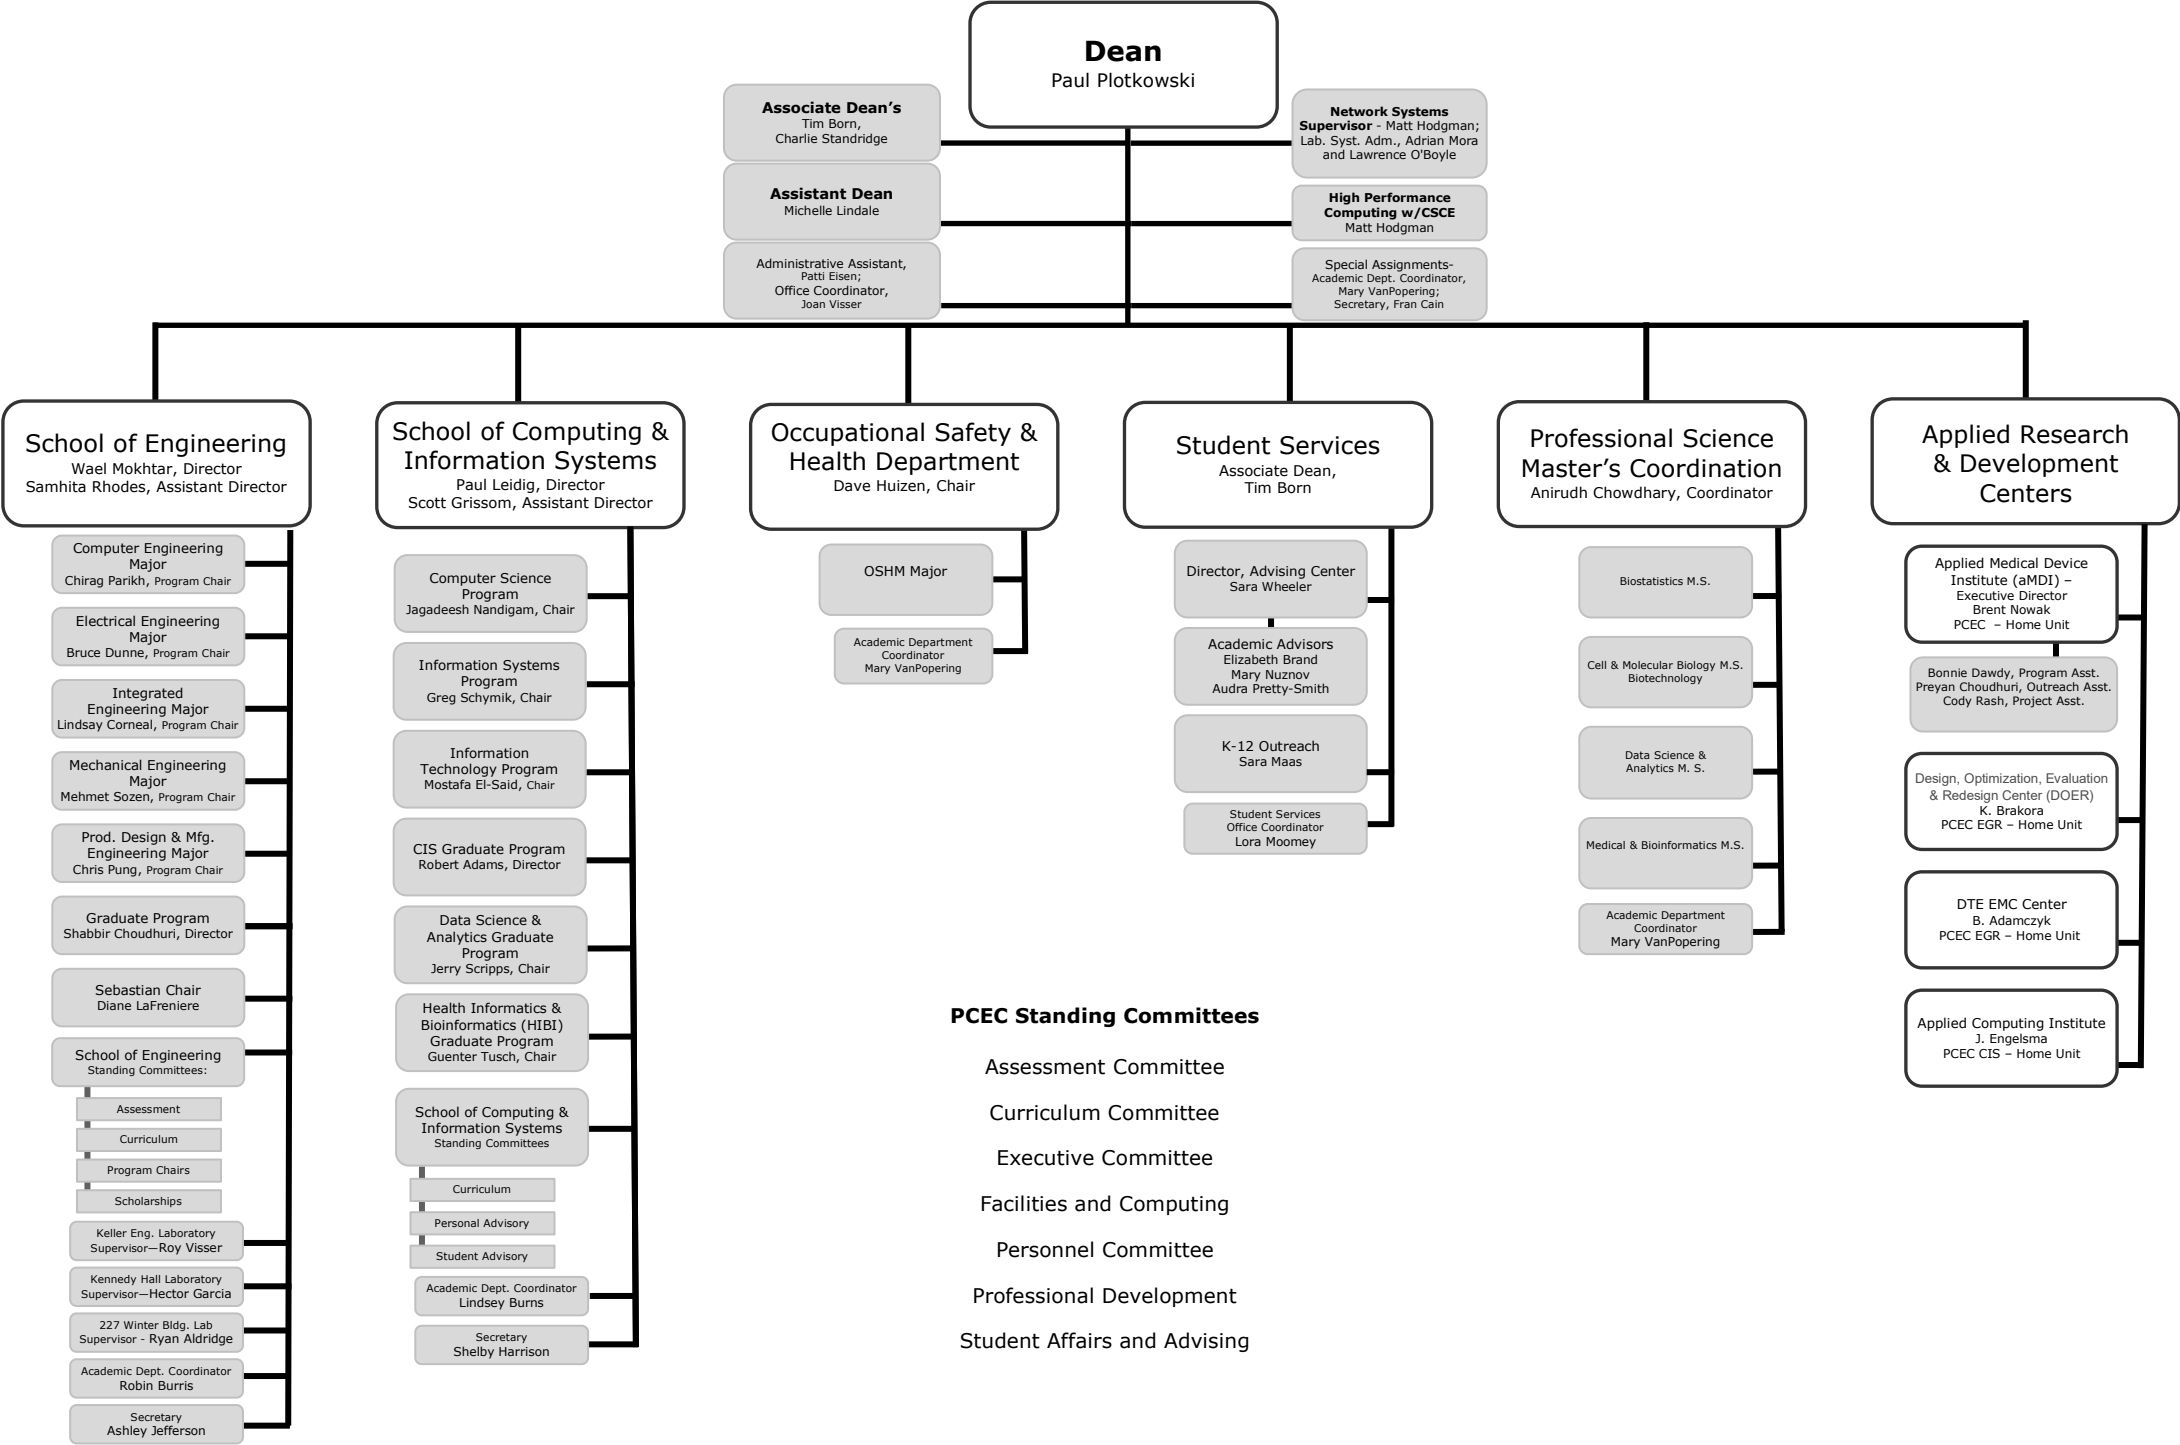 Dean
Paul Plotkowski
Associate Dean’s
Tim Born,
Charlie Standridge
Assistant Dean
Michelle Lindale
Administrative Assistant,
Patti Eisen;
Office Coordinator,
Joan Visser
Network Systems
Supervisor - Matt Hodgman;
Lab. Syst. Adm., Adrian Mora
and Lawrence O'Boyle
High Performance
Computing w/CSCE
Matt Hodgman
Special Assignments-
Academic Dept. Coordinator,
Mary VanPopering;
Secretary, Fran Cain
School of Engineering
Wael Mokhtar, Director
Samhita Rhodes, Assistant Director
Computer Engineering
Major
Chirag Parikh, Program Chair
Electrical Engineering
Major
Bruce Dunne, Program Chair
Integrated
Engineering Major
Lindsay Corneal, Program Chair
Mechanical Engineering
Major
Mehmet Sozen, Program Chair
Prod. Design & Mfg.
Engineering Major
Chris Pung, Program Chair
Graduate Program
Shabbir Choudhuri, Director
Sebastian Chair
Diane LaFreniere
School of Engineering
Standing Committees:
Assessment
Curriculum
Program Chairs
Scholarships
Keller Eng. Laboratory
Supervisor—Roy Visser
Kennedy Hall Laboratory
Supervisor—Hector Garcia
227 Winter Bldg. Lab
Supervisor - Ryan Aldridge
Academic Dept. Coordinator
Robin Burris
Secretary
Ashley Jefferson
School of Computing &
Information Systems
Paul Leidig, Director
Scott Grissom, Assistant Director
Computer Science
Program
Jagadeesh Nandigam, Chair
Information Systems
Program
Greg Schymik, Chair
Information
Technology Program
Mostafa El-Said, Chair
CIS Graduate Program
Robert Adams, Director
Data Science &
Analytics Graduate
Program
Jerry Scripps, Chair
Health Informatics &
Bioinformatics (HIBI)
Graduate Program
Guenter Tusch, Chair
School of Computing &
Information Systems
Standing Committees
Curriculum
Personal Advisory
Student Advisory
Academic Dept. Coordinator
Lindsey Burns
Secretary
Shelby Harrison
Occupational Safety &
Health Department
Dave Huizen, Chair
OSHM Major
Academic Department
Coordinator
Mary VanPopering
Student Services
Associate Dean,
Tim Born
Director, Advising Center
Sara Wheeler
Academic Advisors
Elizabeth Brand
Mary Nuznov
Audra Pretty-Smith
K-12 Outreach
Sara Maas
Student Services
Office Coordinator
Lora Moomey
Professional Science
Master’s Coordination
Anirudh Chowdhary, Coordinator
Biostatistics M.S.
Cell & Molecular Biology M.S.
Biotechnology
Data Science &
Analytics M. S.
Medical & Bioinformatics M.S.
Academic Department
Coordinator
Mary VanPopering
Applied Research
& Development
Centers
Applied Medical Device
Institute (aMDI) –
Executive Director
Brent Nowak
PCEC – Home Unit
Bonnie Dawdy, Program Asst.
Preyan Choudhuri, Outreach Asst.
Cody Rash, Project Asst.
Design, Optimization, Evaluation
& Redesign Center (DOER)
K. Brakora
PCEC EGR – Home Unit
DTE EMC Center
B. Adamczyk
PCEC EGR – Home Unit
Applied Computing Institute
J. Engelsma
PCEC CIS – Home Unit
PCEC Standing Committees
Assessment Committee
Curriculum Committee
Executive Committee
Facilities and Computing
Personnel Committee
Professional Development
Student Affairs and Advising